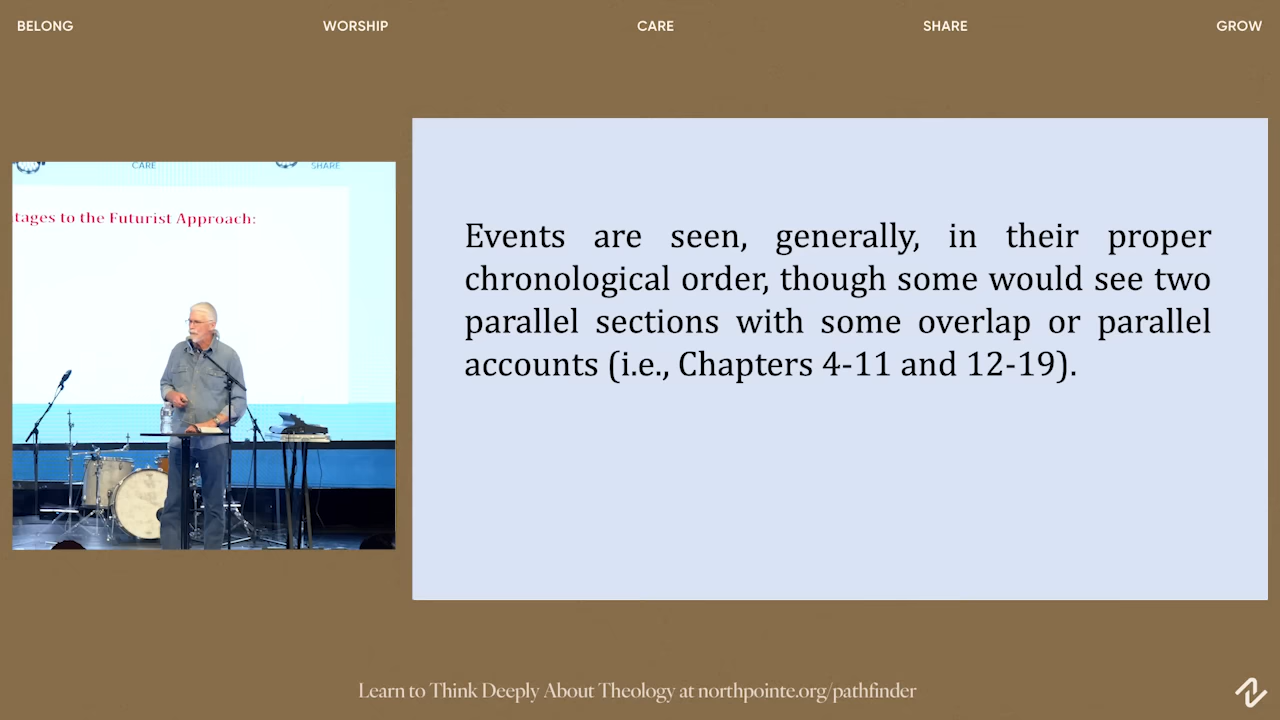 BELONG WORSHIP CARE SHARE GROW
CARE SHARE
tages to the Futurist Approach:
Events are seen, generally, in their proper
chronological order, though some would see two
parallel sections with some overlap or parallel
accounts (i.e., Chapters 4-11 and 12-19).
Learn to Think Deeply About Theology at northpointe.org/pathfinder